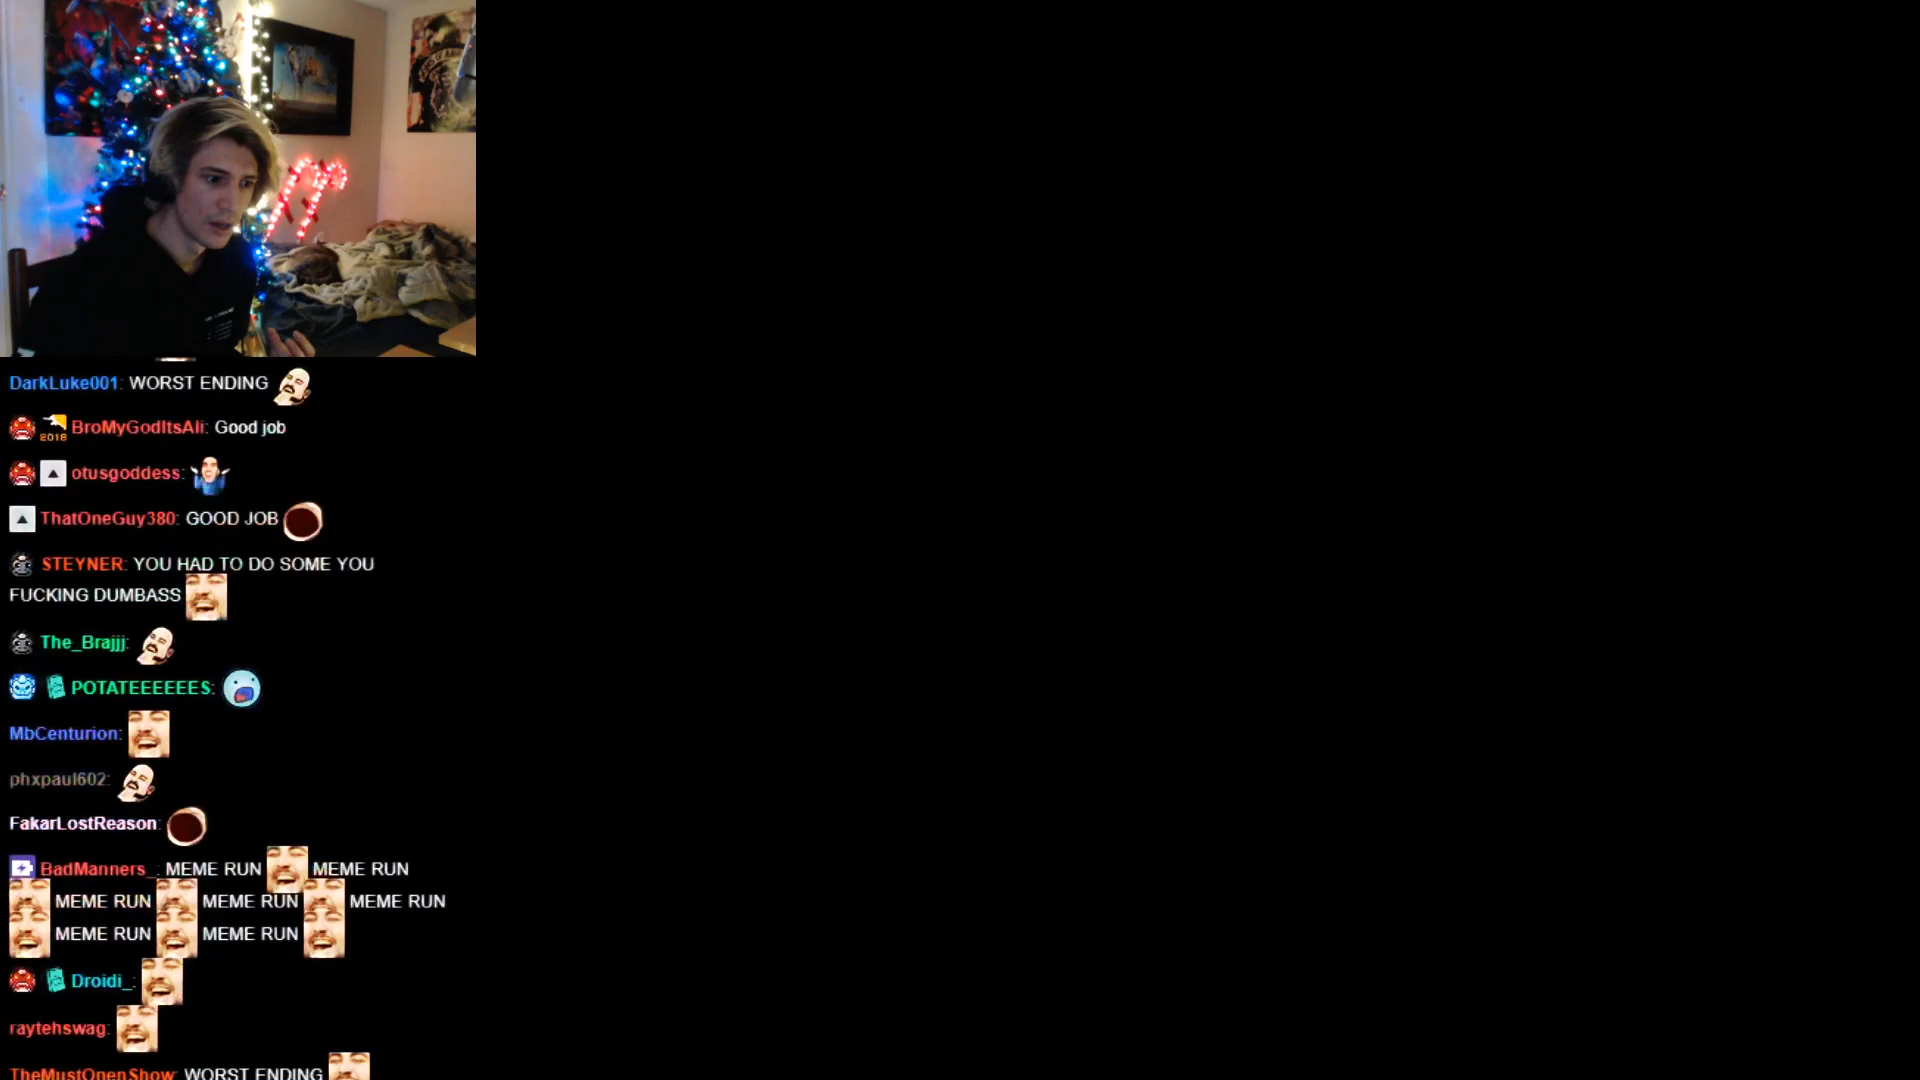 DarkLuke001: WORST ENDING
2018 BroMyGodItsAli: Good job
otusgoddess:
ThatOneGuy380: GOOD JOB
STEYNER: YOU HAD TO DO SOME YOU
FUCKING DUMBASS
The_Brajjj:
POTATEEEEEES:
MbCenturion:
phxpaul602:
FakarLostReason:
BadManners_: MEME RUN MEME RUN
MEME RUN MEME RUN MEME RUN
MEME RUN MEME RUN
Droidi_:
raytehswag:
TheMustOpenShow: WORST ENDING